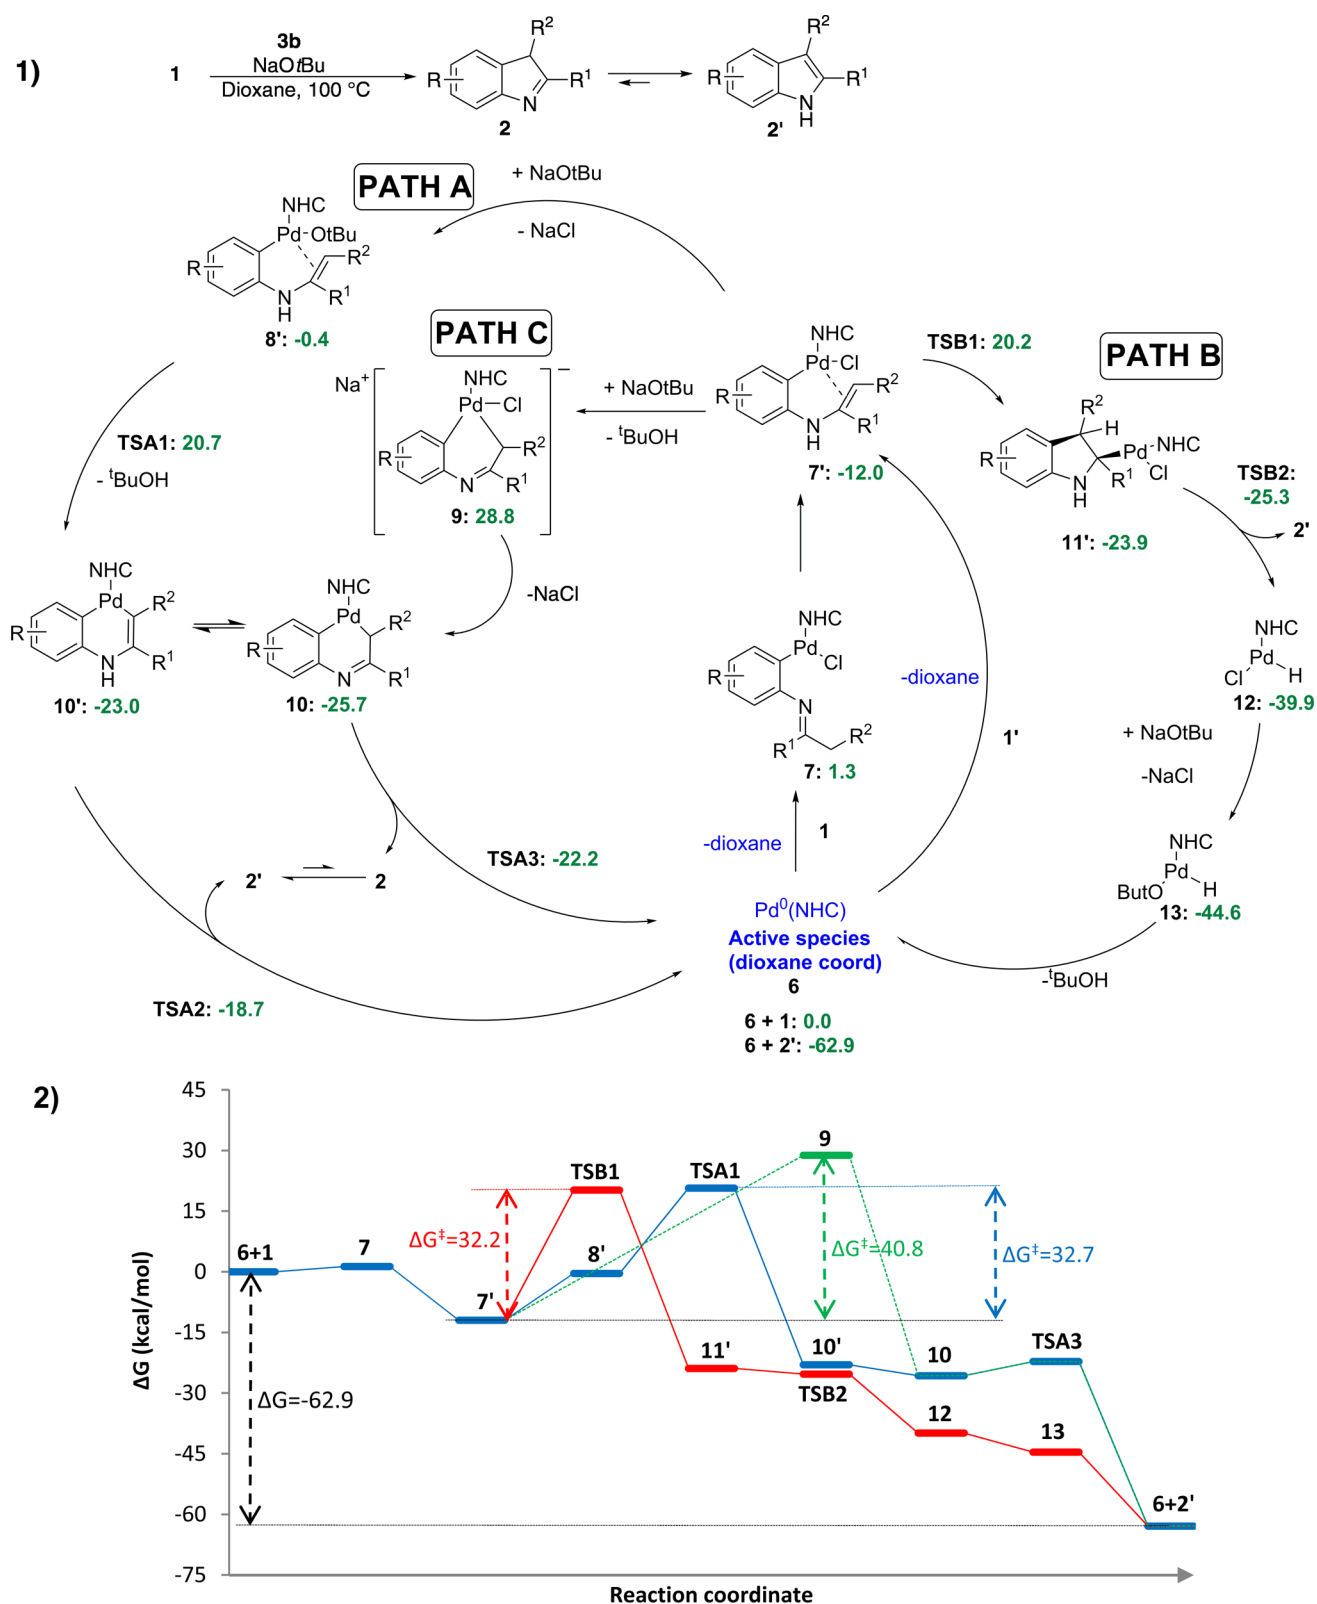 1)
1
3b
NaOtBu
Dioxane, 100 °C
R
R2
R1
N
2
R
R2
R1
N
H
2'
PATH A
+ NaOtBu
- NaCl
NHC
Pd OtBu
R2
R
N
H
R1
8': -0.4
PATH C
Na+
NHC
Pd Cl
R2
R
N
R1
9: 28.8
–
+ NaOtBu
- tBuOH
NHC
Pd Cl
R2
R
N
H
R1
7': -12.0
TSB1: 20.2
PATH B
R2
H
NHC
Pd
Cl
R
NH
R1
11': -23.9
TSB2:
-25.3
2'
TSA1: 20.7
- tBuOH
-NaCl
NHC
Pd
R2
R
N
H
R1
10': -23.0
NHC
Pd
R2
R
N
R1
10: -25.7
NHC
Pd
Cl
R
N
R1
R2
7: 1.3
-dioxane
1'
NHC
Pd
Cl
H
12: -39.9
+ NaOtBu
-NaCl
NHC
Pd
ButO
H
13: -44.6
-tBuOH
-dioxane
1
TSA3: -22.2
2'
2
TSA2: -18.7
Pd0(NHC)
Active species
(dioxane coord)
6
6 + 1: 0.0
6 + 2': -62.9
2)
ΔG (kcal/mol)
45
30
15
0
-15
-30
-45
-60
-75
6+1
7
7'
TSB1
8'
TSA1
9
11'
10'
TSB2
10
12
TSA3
13
6+2'
ΔG‡=32.2
ΔG‡=40.8
ΔG‡=32.7
ΔG=-62.9
Reaction coordinate